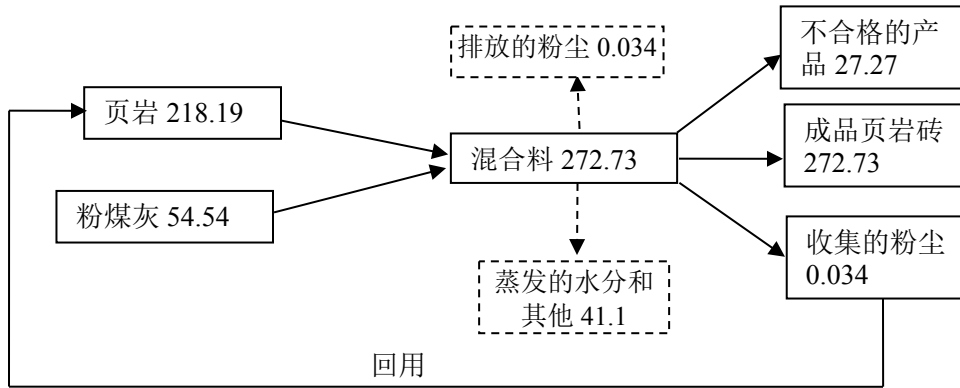 排放的粉尘 0.034
不合格的产
品 27.27
页岩 218.19
混合料 272.73
成品页岩砖
272.73
粉煤灰 54.54
收集的粉尘
0.034
蒸发的水分和
其他 41.1
回用